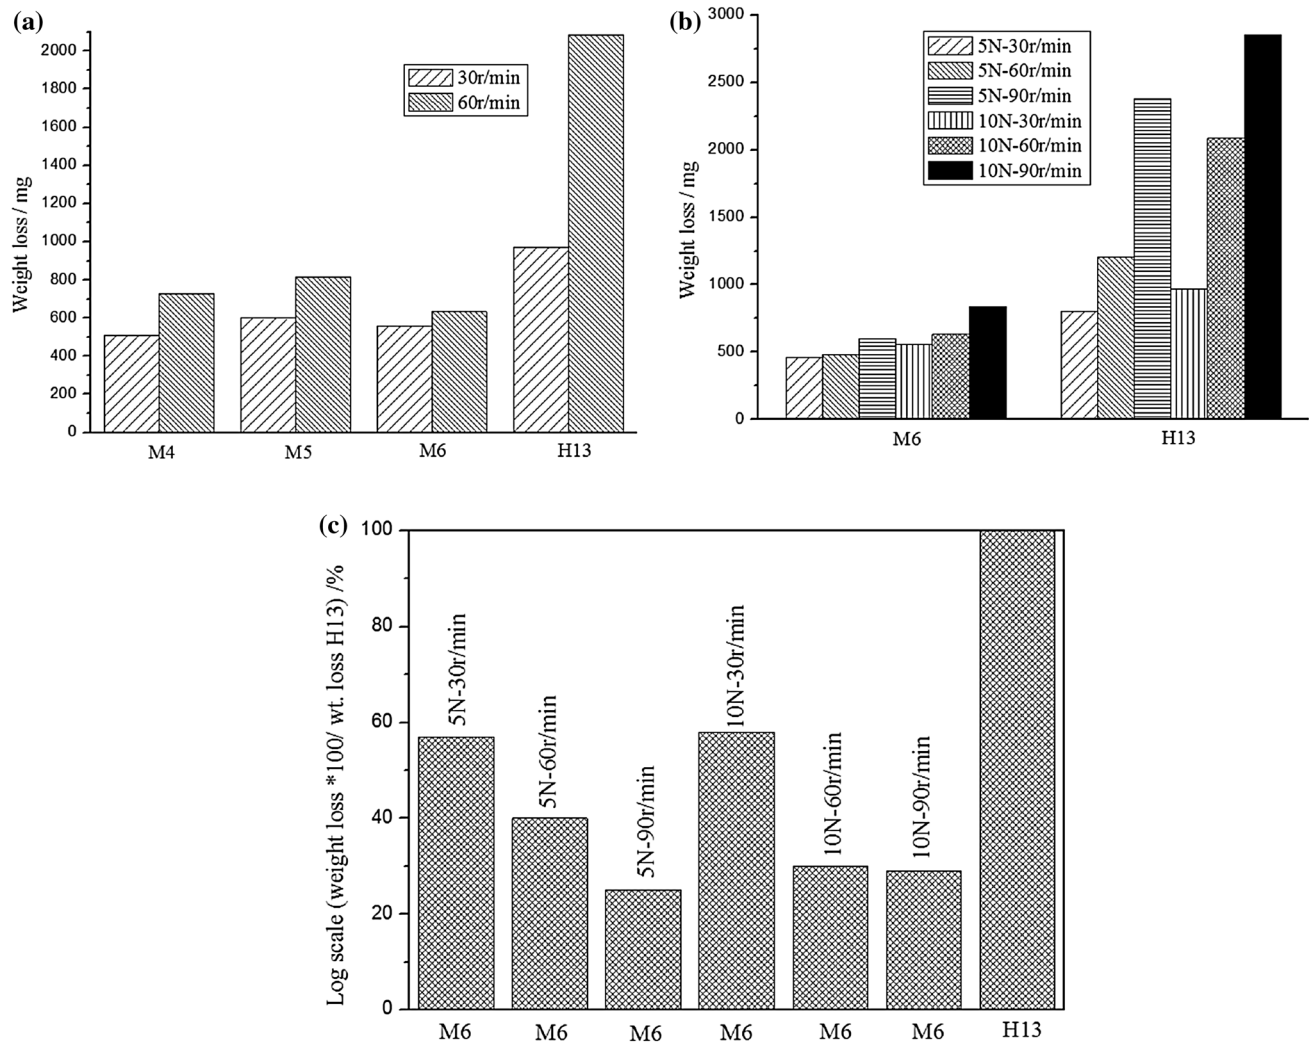 (a)
2000
1800
1600
1400
1200
1000
800
600
400
200
0
Weight loss / mg
30r/min
60r/min
M4 M5 M6 H13
(b)
3000
2500
2000
1500
1000
500
0
Weight loss / mg
5N-30r/min
5N-60r/min
5N-90r/min
10N-30r/min
10N-60r/min
10N-90r/min
M6 H13
(c)
100
80
60
40
20
0
Log scale (weight loss *100/ wt. loss H13) /%
5N-30r/min
5N-60r/min
5N-90r/min
10N-30r/min
10N-60r/min
10N-90r/min
M6 M6 M6 M6 M6 M6 H13